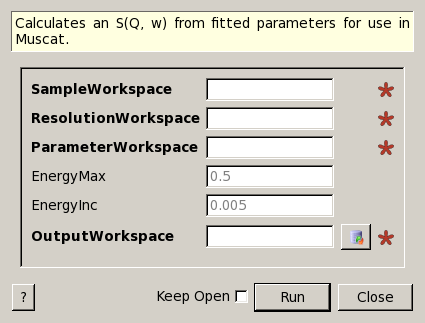 Calculates an S(Q, w) from fitted parameters for use in
Muscat.
SampleWorkspace
ResolutionWorkspace
ParameterWorkspace
EnergyMax 0.5
EnergyInc 0.005
OutputWorkspace
? Keep Open Run Close